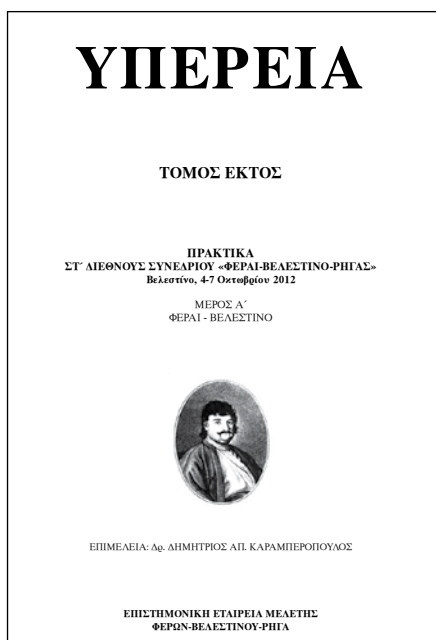 ΥΠΕΡΕΙΑ
ΤΟΜΟΣ ΕΚΤΟΣ
ΠΡΑΚΤΙΚΑ
ΣΤ΄ ΔΙΕΘΝΟΥΣ ΣΥΝΕΔΡΙΟΥ «ΦΕΡΑΙ-ΒΕΛΕΣΤΙΝΟ-ΡΗΓΑΣ»
Βελεστίνο, 4-7 Οκτωβρίου 2012
ΜΕΡΟΣ Α΄
ΦΕΡΑΙ - ΒΕΛΕΣΤΙΝΟ
ΕΠΙΜΕΛΕΙΑ: Δρ. ΔΗΜΗΤΡΙΟΣ ΑΠ. ΚΑΡΑΜΠΕΡΟΠΟΥΛΟΣ
ΕΠΙΣΤΗΜΟΝΙΚΗ ΕΤΑΙΡΕΙΑ ΜΕΛΕΤΗΣ
ΦΕΡΩΝ-ΒΕΛΕΣΤΙΝΟΥ-ΡΗΓΑ